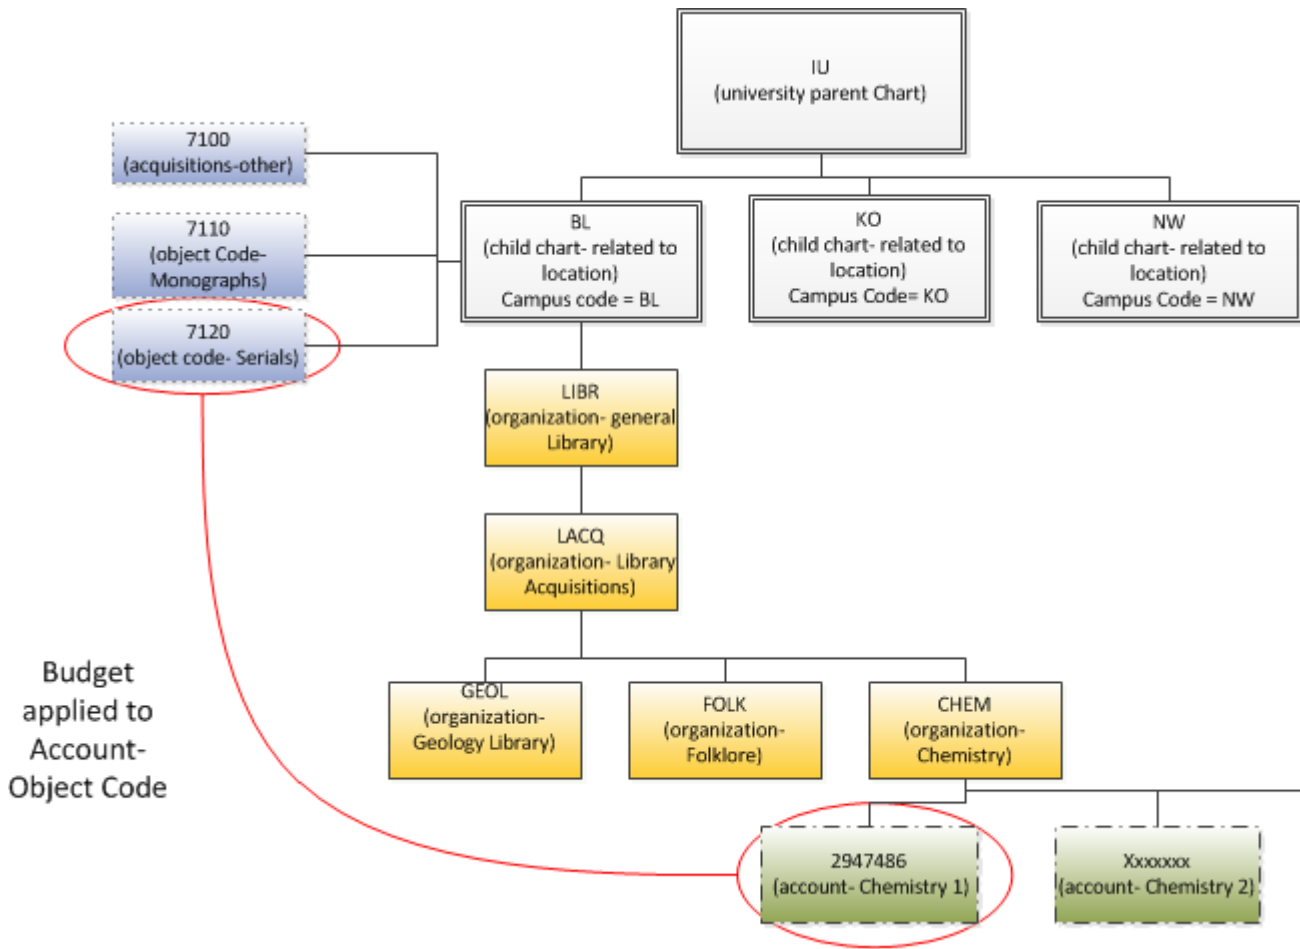 IU
(university parent Chart)
7100
(acquisitions-other)
7110
(object Code-
Monographs)
7120
(object code- Serials)
BL
(child chart- related to
location)
Campus code = BL
KO
(child chart- related to
location)
Campus Code= KO
NW
(child chart- related to
location)
Campus Code = NW
LIBR
(organization- general
Library)
LACQ
(organization- Library
Acquisitions)
GEOL
(organization-
Geology Library)
FOLK
(organization-
Folklore)
CHEM
(organization-
Chemistry)
Budget
applied to
Account-
Object Code
2947486
(account- Chemistry 1)
Xxxxxxx
(account- Chemistry 2)